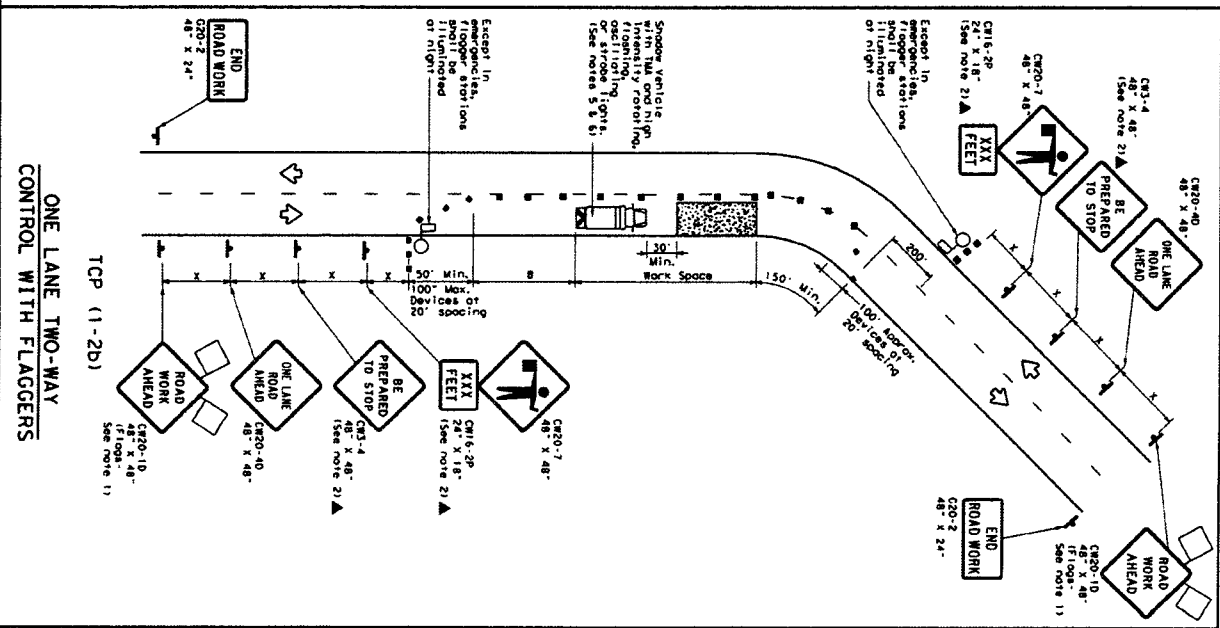 END
ROAD WORK
G20-2
48" X 24"
Except in
emergencies,
flagger stations
shall be
illuminated
at night
Shadow Vehicle
with TMA and high
intensity rotating,
flashing,
oscillating
or strobe lights.
(See notes 5 & 6)
Except in
emergencies,
flagger stations
shall be
illuminated
at night
CW16-2P
24" X 18"
(See note 2)
XXX
FEET
CW20-7
48" X 48"
CW3-4
48" X 48"
(See note 2)
BE
PREPARED
TO STOP
CW20-4D
48" X 48"
ONE LANE
ROAD
AHEAD
X
X
X
X
200'
100' Approx.
Devices at
20' spacing
150' Min.
30'
Min.
Work Space
B
50' Min.
100" Max.
Devices at
20' spacing
X
X
X
X
XXX
FEET
CW16-2P
24" X 18"
(See note 2)
CW20-7
48" X 48"
BE
PREPARED
TO STOP
CW3-4
48" X 48"
(See note 2)
ONE LANE
ROAD
AHEAD
CW20-4D
48" X 48"
ROAD
WORK
AHEAD
CW20-1D
48" X 48"
(Flags-
See note 1)
END
ROAD WORK
G20-2
48" X 24"
ROAD
WORK
AHEAD
CW20-1D
48" X 48"
(Flags-
See note 1)
TCP (1-2b)
ONE LANE TWO-WAY
CONTROL WITH FLAGGERS